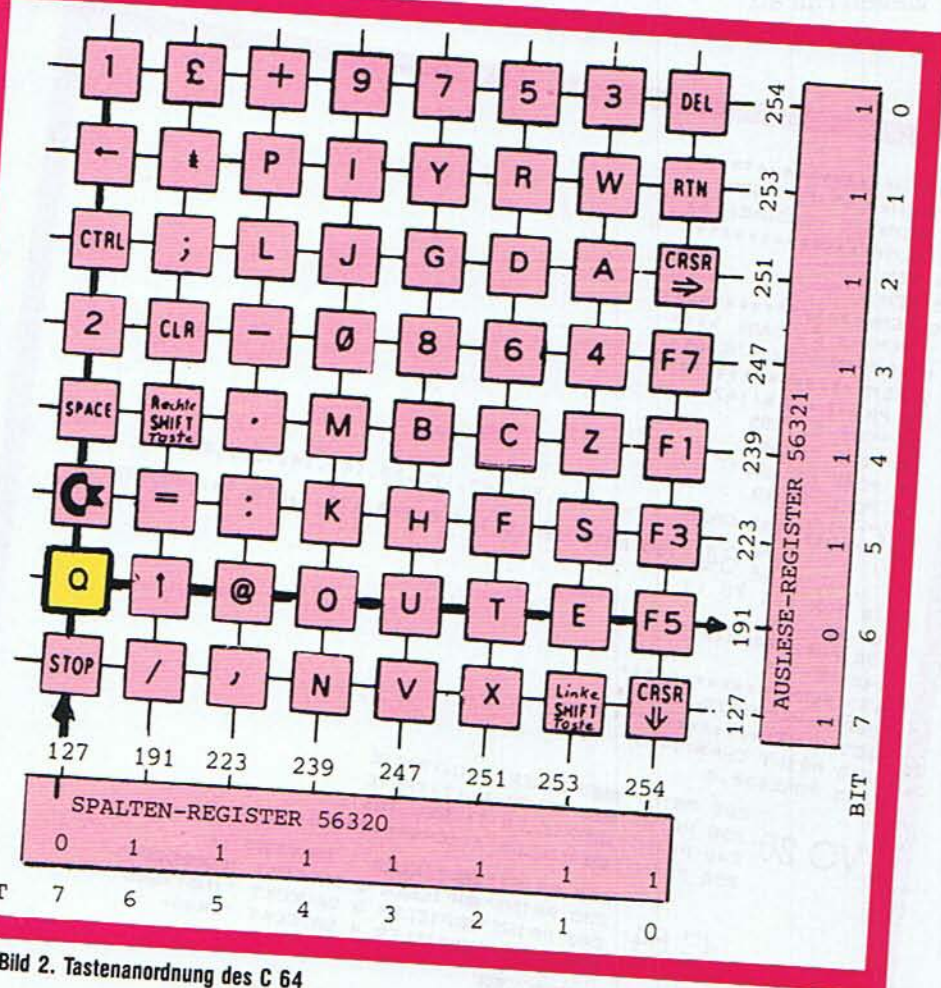 1 £ + 9 7 5 3 DEL 254
← * P I Y R W RTN 253
CTRL ; L J G D A CRSR ⇒ 251
2 CLR – 0 8 6 4 F7 247
SPACE Rechte SHIFT Taste . M B C Z F1 239
= : K H F S F3 223
Q ↑ @ O U T E F5 191
STOP / , N V X Linke SHIFT Taste CRSR ⇓ 127
127 191 223 239 247 251 253 254
SPALTEN-REGISTER 56320
0 1 1 1 1 1 1 1
T 7 6 5 4 3 2 1 0
AUSLESE-REGISTER 56321
1 0 1 1 1 1 1 1
BIT 7 6 5 4 3 2 1 0
Bild 2. Tastenanordnung des C 64